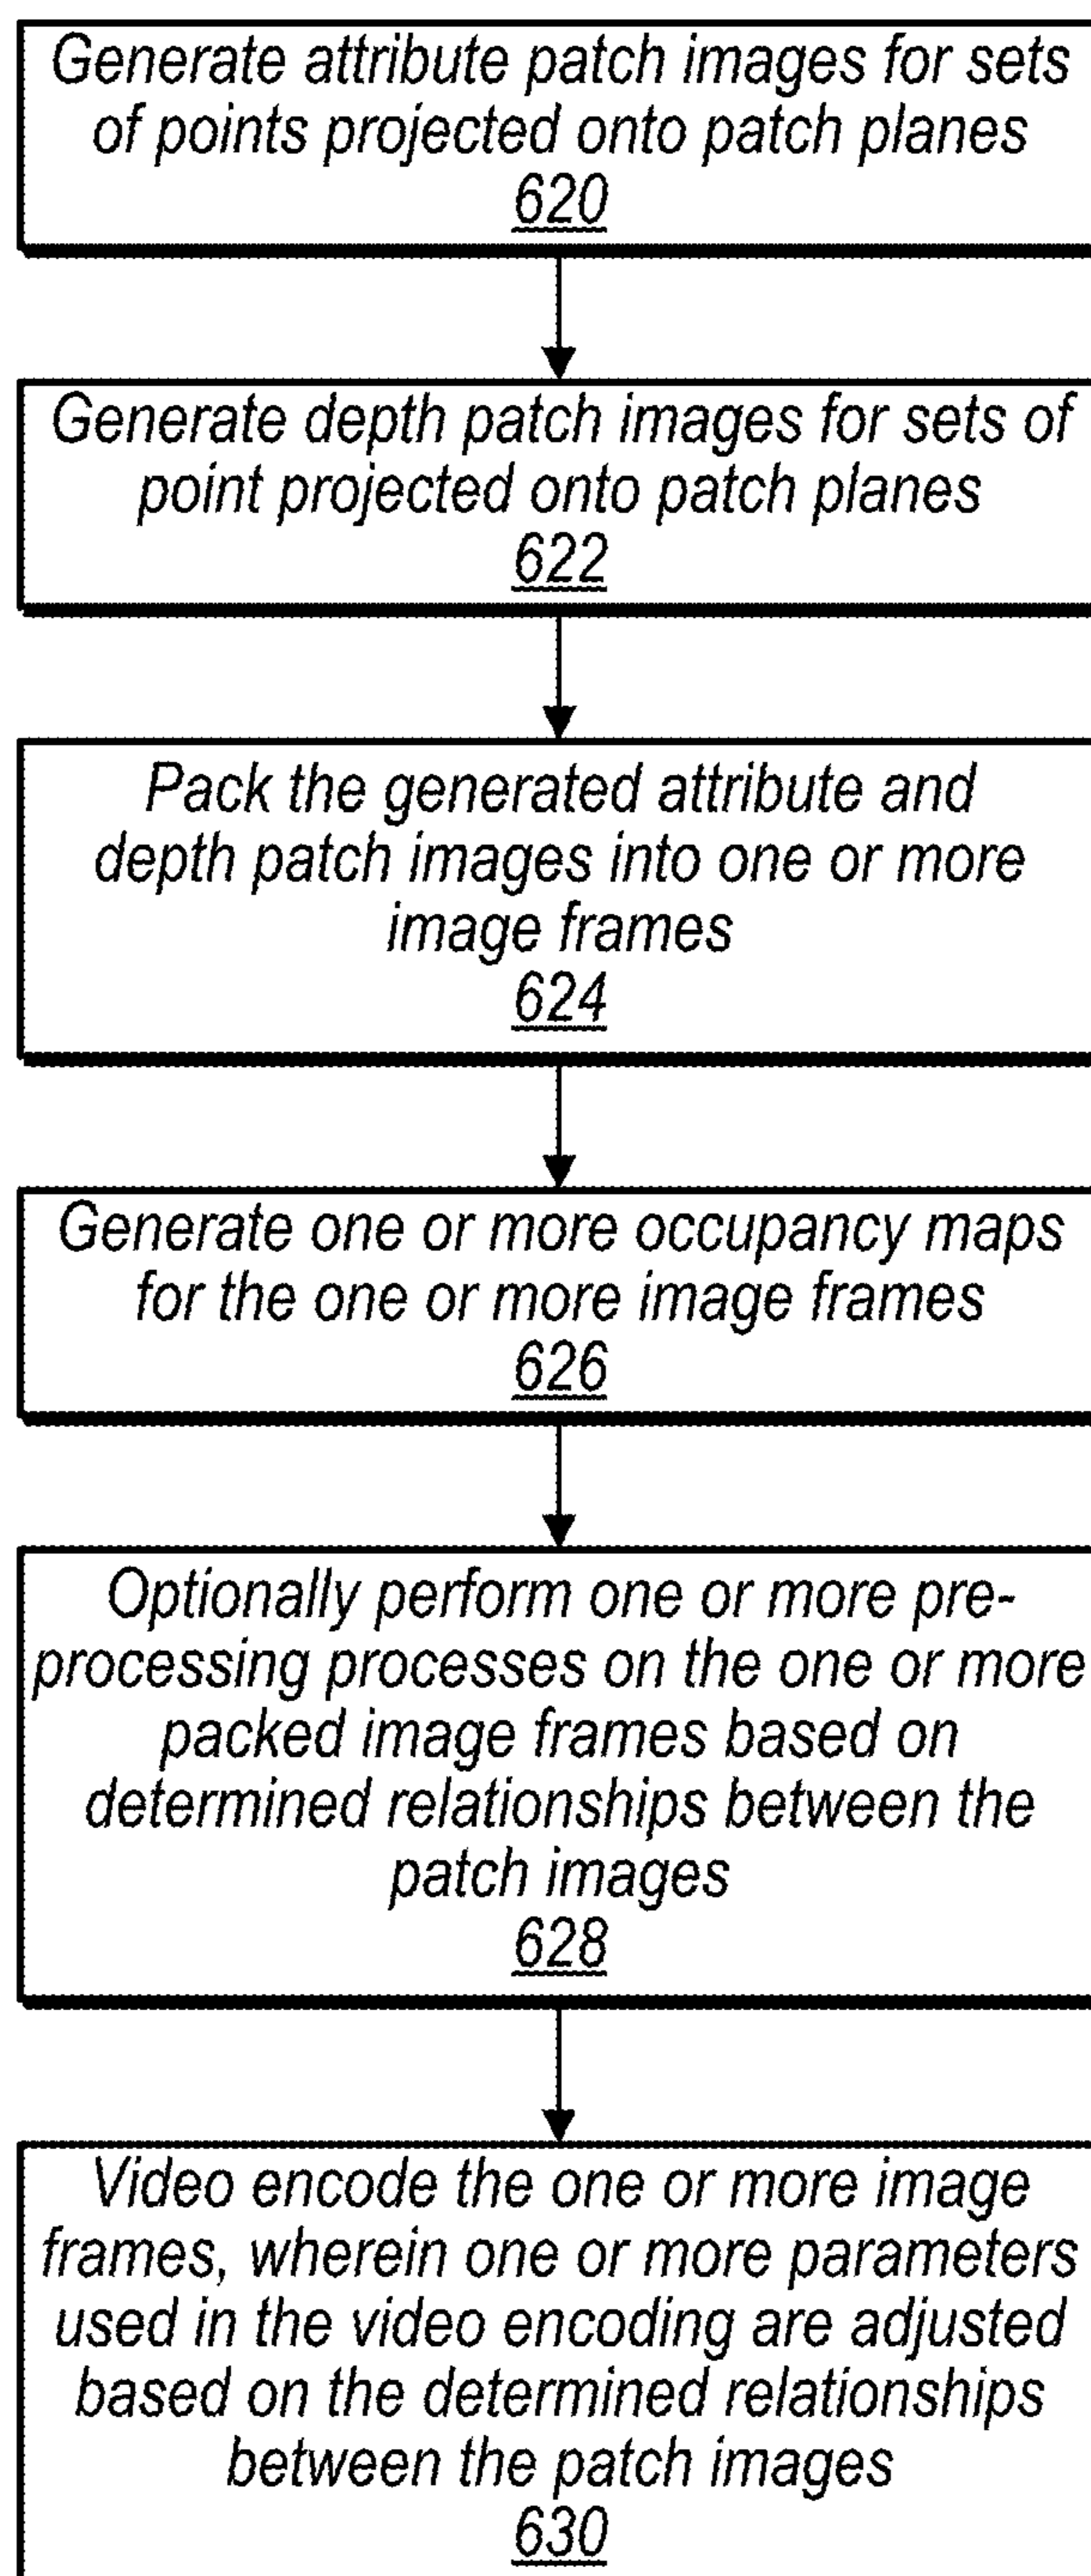 Generate attribute patch images for sets
of points projected onto patch planes
620
Generate depth patch images for sets of
point projected onto patch planes
622
Pack the generated attribute and
depth patch images into one or more
image frames
624
Generate one or more occupancy maps
for the one or more image frames
626
Optionally perform one or more pre-
processing processes on the one or more
packed image frames based on
determined relationships between the
patch images
628
Video encode the one or more image
frames, wherein one or more parameters
used in the video encoding are adjusted
based on the determined relationships
between the patch images
630